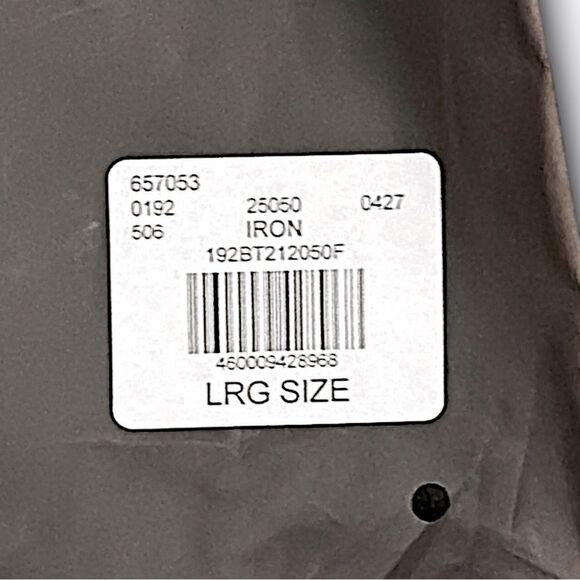 657053
0192 25050 0427
506 IRON
192BT212050F
460009428968
LRG SIZE